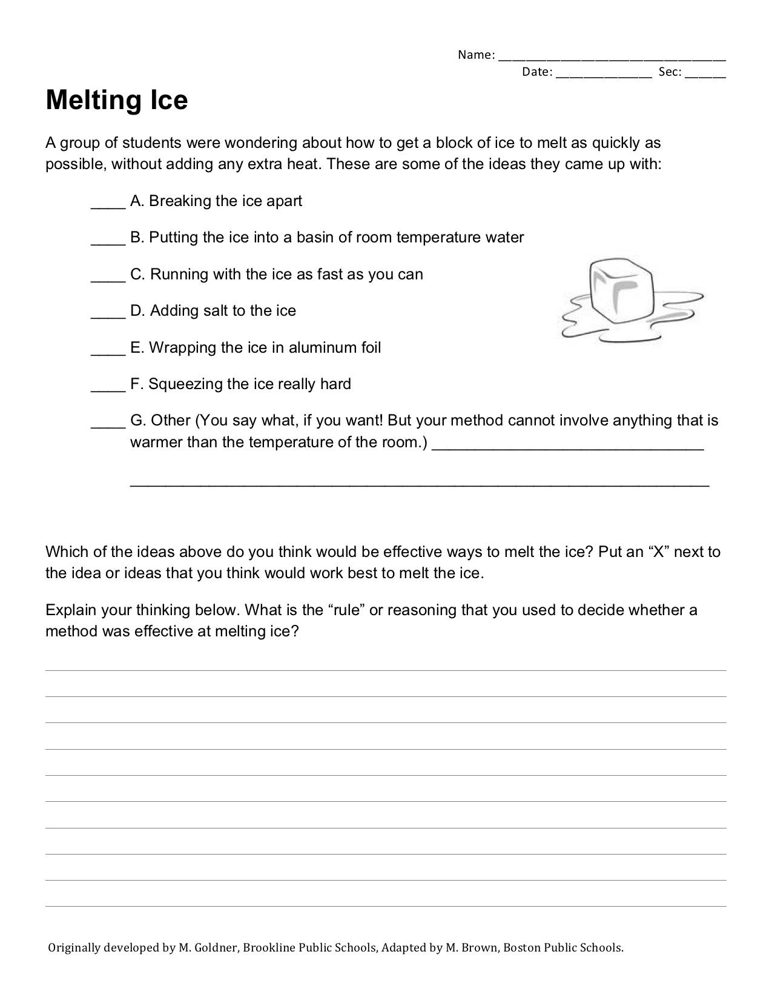 Name: _________________________________
Date: ______________ Sec: ______
Melting Ice
A group of students were wondering about how to get a block of ice to melt as quickly as
possible, without adding any extra heat. These are some of the ideas they came up with:
____ A. Breaking the ice apart
____ B. Putting the ice into a basin of room temperature water
____ C. Running with the ice as fast as you can
____ D. Adding salt to the ice
____ E. Wrapping the ice in aluminum foil
____ F. Squeezing the ice really hard
____ G. Other (You say what, if you want! But your method cannot involve anything that is
warmer than the temperature of the room.) ________________________________
____________________________________________________________________
Which of the ideas above do you think would be effective ways to melt the ice? Put an “X” next to
the idea or ideas that you think would work best to melt the ice.
Explain your thinking below. What is the “rule” or reasoning that you used to decide whether a
method was effective at melting ice?
Originally developed by M. Goldner, Brookline Public Schools, Adapted by M. Brown, Boston Public Schools.